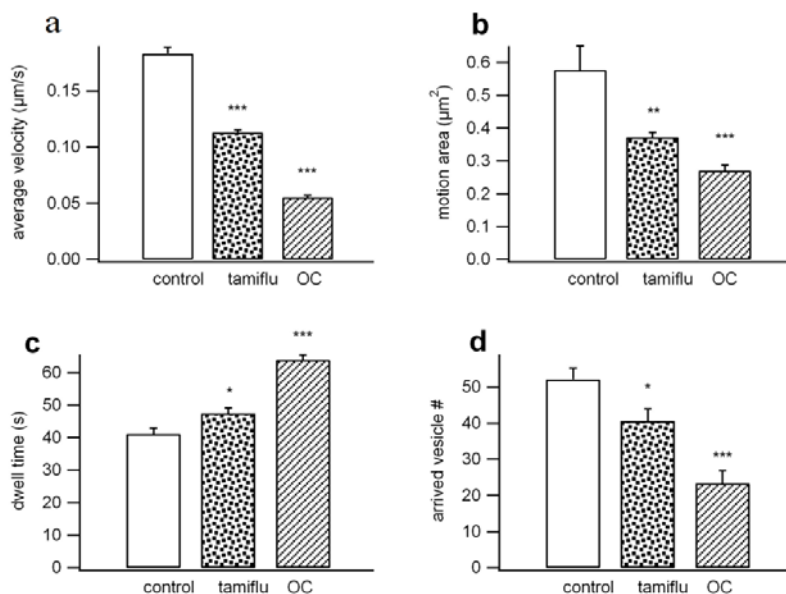 a
average velocity (µm/s)
0.15
0.10
0.05
0.00
***
***
control tamiflu OC
b
motion area (µm²)
0.6
0.5
0.4
0.3
0.2
0.1
0.0
**
***
control tamiflu OC
c
dwell time (s)
60
50
40
30
20
10
0
*
***
control tamiflu OC
d
arrived vesicle #
50
40
30
20
10
0
*
***
control tamiflu OC